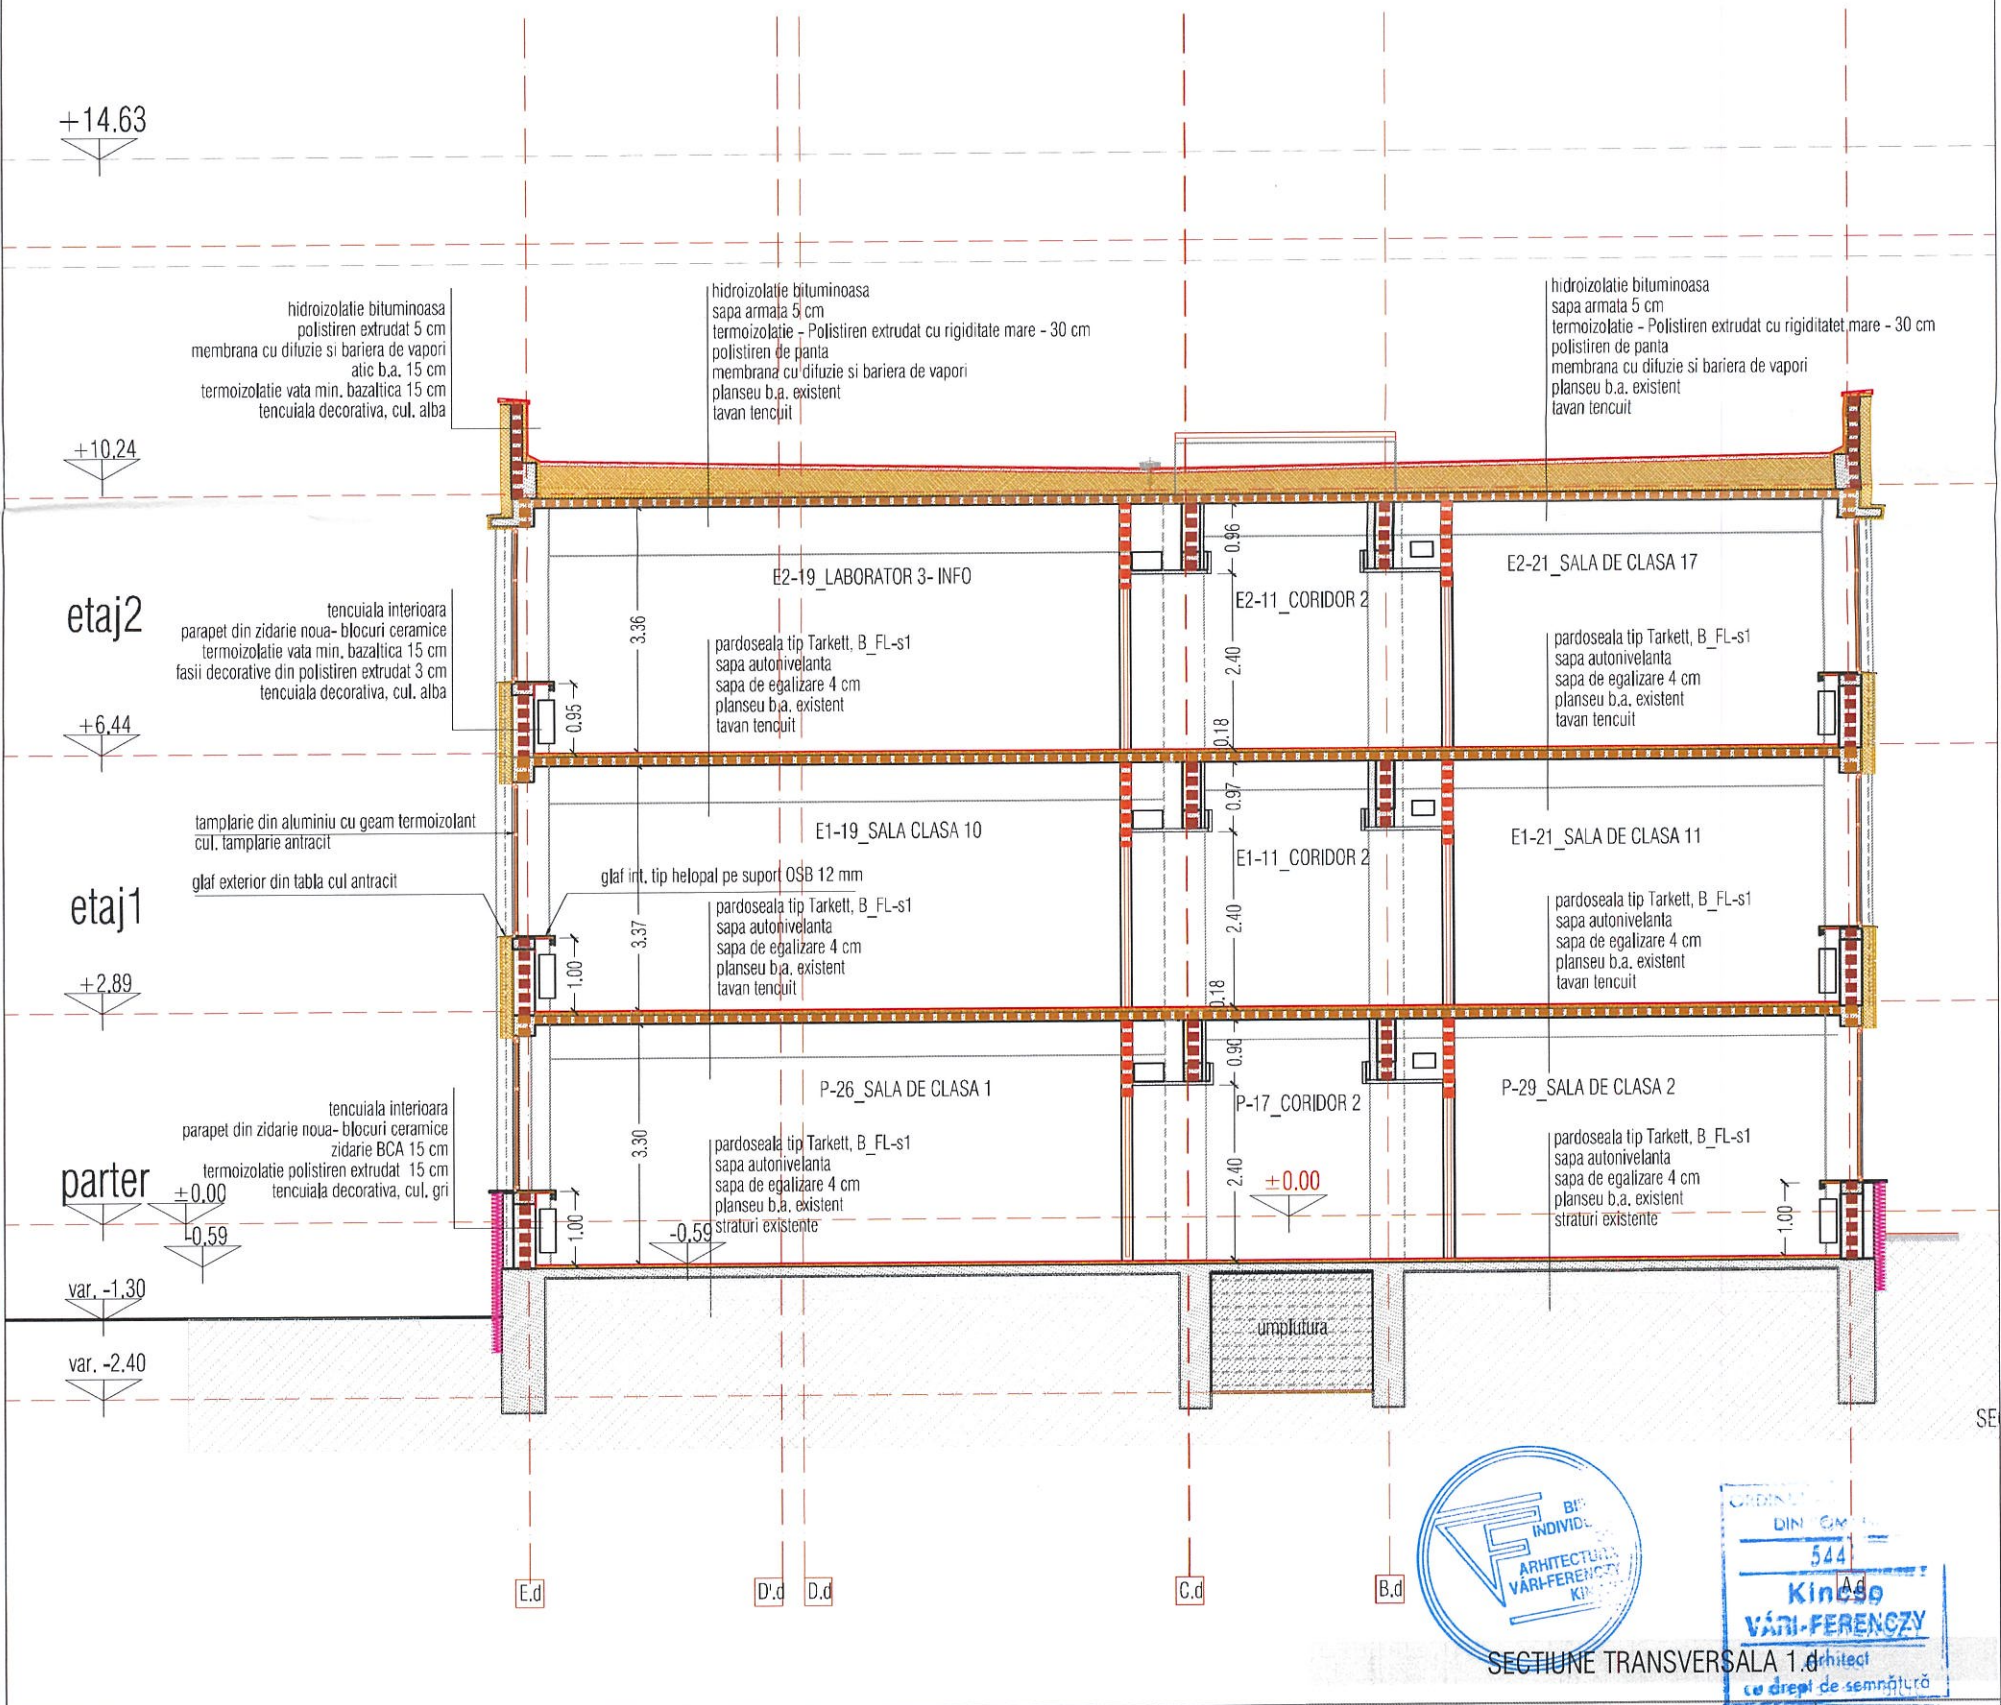 +14.63
hidroizolatie bituminoasa
polistiren extrudat 5 cm
membrana cu difuzie si bariera de vapori
atic b.a. 15 cm
termoizolatie vata min. bazaltica 15 cm
tencuiala decorativa, cul. alba
hidroizolatie bituminoasa
sapa armata 5 cm
termoizolatie - Polistiren extrudat cu rigiditate mare - 30 cm
polistiren de panta
membrana cu difuzie si bariera de vapori
planseu b.a. existent
tavan tencuit
hidroizolatie bituminoasa
sapa armata 5 cm
termoizolatie - Polistiren extrudat cu rigiditatet mare - 30 cm
polistiren de panta
membrana cu difuzie si bariera de vapori
planseu b.a. existent
tavan tencuit
+10,24
etaj2
tencuiala interioara
parapet din zidarie noua- blocuri ceramice
termoizolatie vata min. bazaltica 15 cm
fasii decorative din polistiren extrudat 3 cm
tencuiala decorativa, cul. alba
+6,44
0.95
3.36
E2-19_LABORATOR 3- INFO
pardoseala tip Tarkett, B_FL-s1
sapa autonivelanta
sapa de egalizare 4 cm
planseu b.a. existent
tavan tencuit
0.96
E2-11_CORIDOR 2
2.40
0.18
E2-21_SALA DE CLASA 17
pardoseala tip Tarkett, B_FL-s1
sapa autonivelanta
sapa de egalizare 4 cm
planseu b.a. existent
tavan tencuit
etaj1
tamplarie din aluminiu cu geam termoizolant
cul. tamplarie antracit
glaf exterior din tabla cul antracit
glaf int. tip helopal pe suport OSB 12 mm
+2,89
1.00
3.37
E1-19_SALA CLASA 10
pardoseala tip Tarkett, B_FL-s1
sapa autonivelanta
sapa de egalizare 4 cm
planseu b.a. existent
tavan tencuit
0.97
E1-11_CORIDOR 2
2.40
0.18
E1-21_SALA DE CLASA 11
pardoseala tip Tarkett, B_FL-s1
sapa autonivelanta
sapa de egalizare 4 cm
planseu b.a. existent
tavan tencuit
parter
tencuiala interioara
parapet din zidarie noua- blocuri ceramice
zidarie BCA 15 cm
termoizolatie polistiren extrudat 15 cm
tencuiala decorativa, cul. gri
±0.00
-0.59
1.00
3.30
P-26_SALA DE CLASA 1
pardoseala tip Tarkett, B_FL-s1
sapa autonivelanta
sapa de egalizare 4 cm
planseu b.a. existent
straturi existente
-0.59
0.90
P-17_CORIDOR 2
2.40
±0.00
P-29_SALA DE CLASA 2
pardoseala tip Tarkett, B_FL-s1
sapa autonivelanta
sapa de egalizare 4 cm
planseu b.a. existent
straturi existente
1.00
var. -1.30
var. -2.40
umplutura
E.d
D'.d
D.d
C.d
B.d
A.d
ARHITECTUR
VÁRI-FERENCZY
544
Kincso
VÁRI-FERENCZY
arhitect
cu drept de semnătură
SECTIUNE TRANSVERSALA 1.d